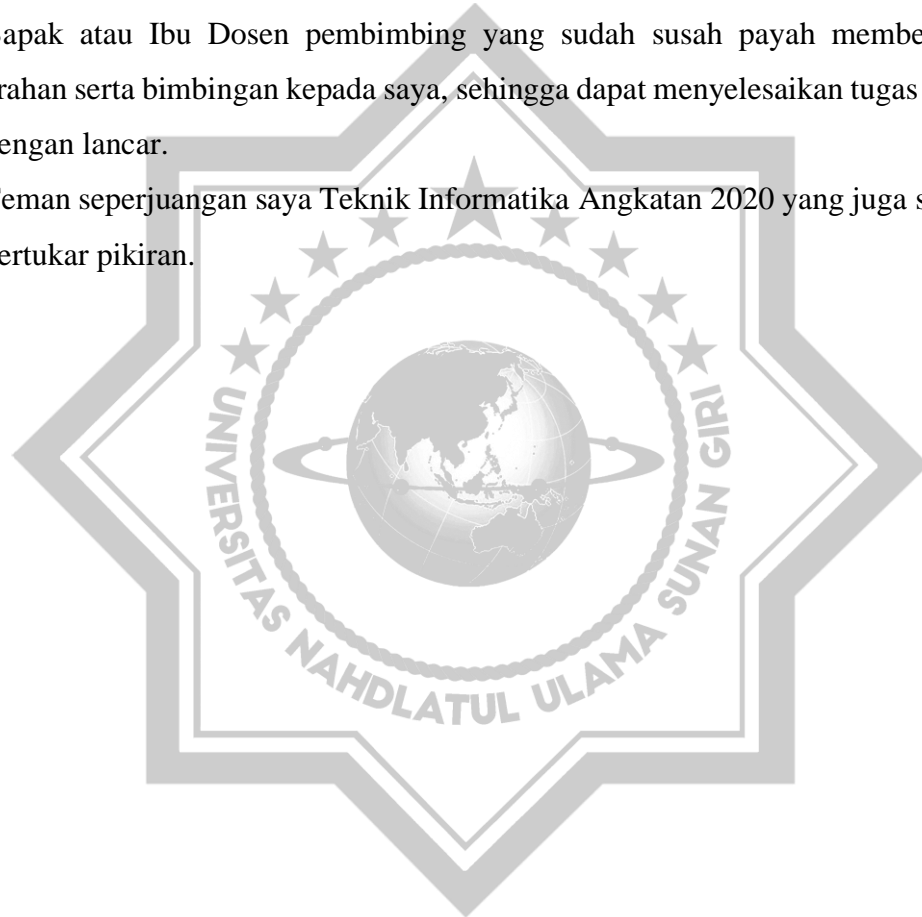 apak atau Ibu Dosen pembimbing yang sudah susah payah membe
rahan serta bimbingan kepada saya, sehingga dapat menyelesaikan tugas
engan lancar.
eman seperjuangan saya Teknik Informatika Angkatan 2020 yang juga s
ertukar pikiran.
UNIVERSITAS NAHDLATUL ULAMA SUNAN GIRI